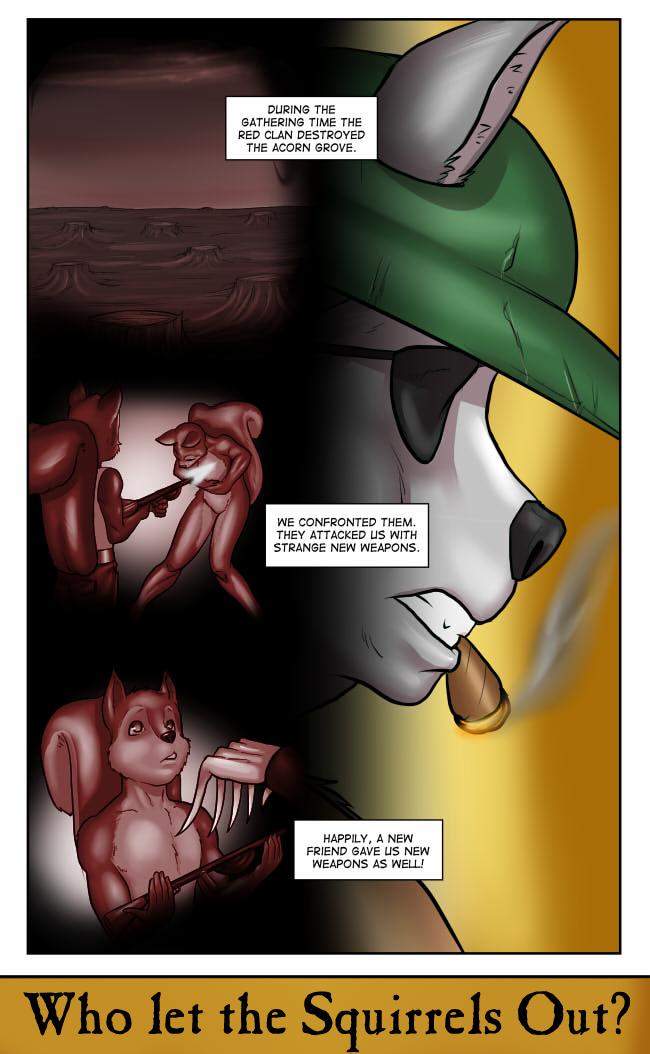 DURING THE
GATHERING TIME THE
RED CLAN DESTROYED
THE ACORN GROVE.
WE CONFRONTED THEM.
THEY ATTACKED US WITH
STRANGE NEW WEAPONS.
HAPPILY, A NEW
FRIEND GAVE US NEW
WEAPONS AS WELL!
Who let the Squirrels Out?